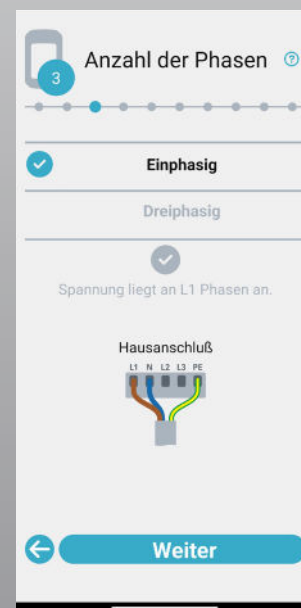 3
Anzahl der Phasen ?
Einphasig
Dreiphasig
Spannung liegt an L1 Phasen an.
Hausanschluß
L1 N L2 L3 PE
Weiter